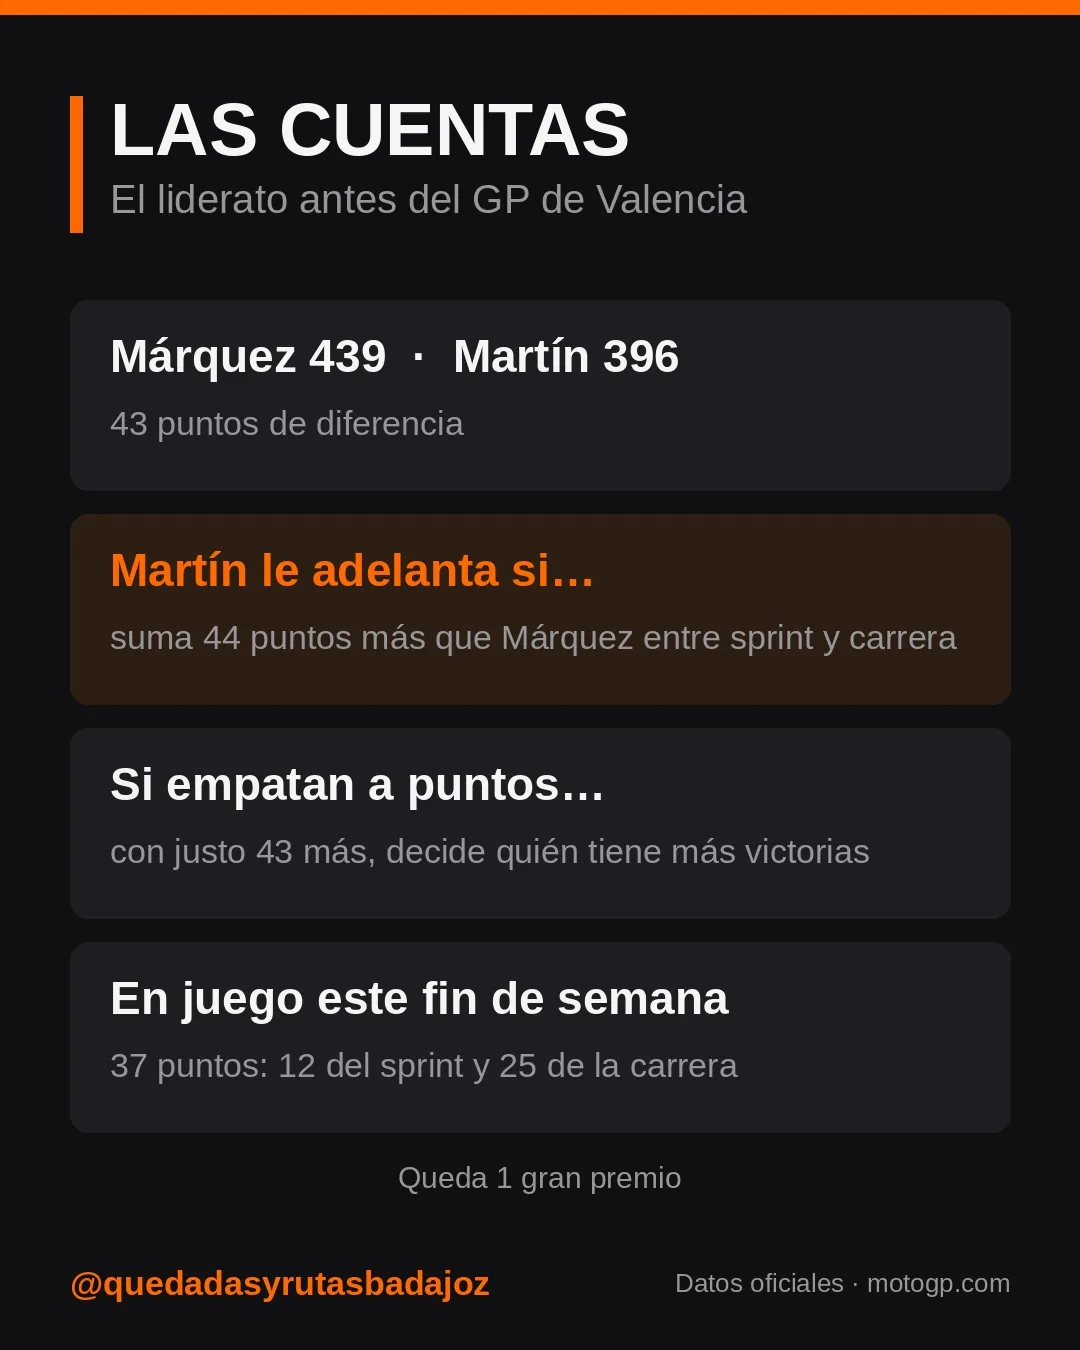 LAS CUENTAS
El liderato antes del GP de Valencia
Márquez 439 · Martín 396
43 puntos de diferencia
Martín le adelanta si…
suma 44 puntos más que Márquez entre sprint y carrera
Si empatan a puntos…
con justo 43 más, decide quién tiene más victorias
En juego este fin de semana
37 puntos: 12 del sprint y 25 de la carrera
Queda 1 gran premio
@quedadasyrutasbadajoz
Datos oficiales · motogp.com